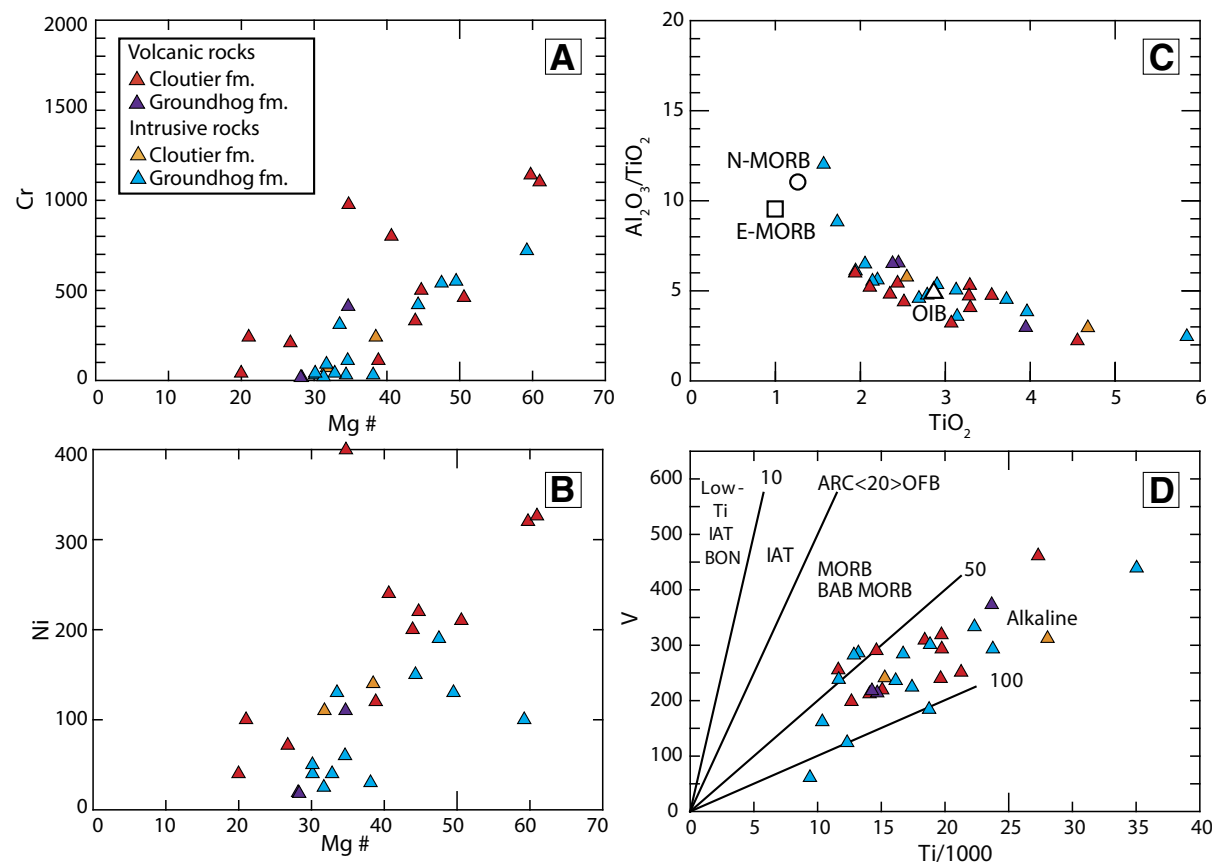 2000
1500
1000
500
0
Cr
A
Volcanic rocks
Cloutier fm.
Groundhog fm.
Intrusive rocks
Cloutier fm.
Groundhog fm.
0 10 20 30 40 50 60 70
Mg #
20
15
10
5
0
Al₂O₃/TiO₂
C
N-MORB
E-MORB
OIB
0 1 2 3 4 5 6
TiO₂
400
300
200
100
0
Ni
B
0 10 20 30 40 50 60 70
Mg #
600
500
400
300
200
100
0
V
D
Low-
Ti
IAT
BON
10
ARC<20>OFB
IAT
MORB
BAB MORB
50
Alkaline
100
0 5 10 15 20 25 30 35 40
Ti/1000